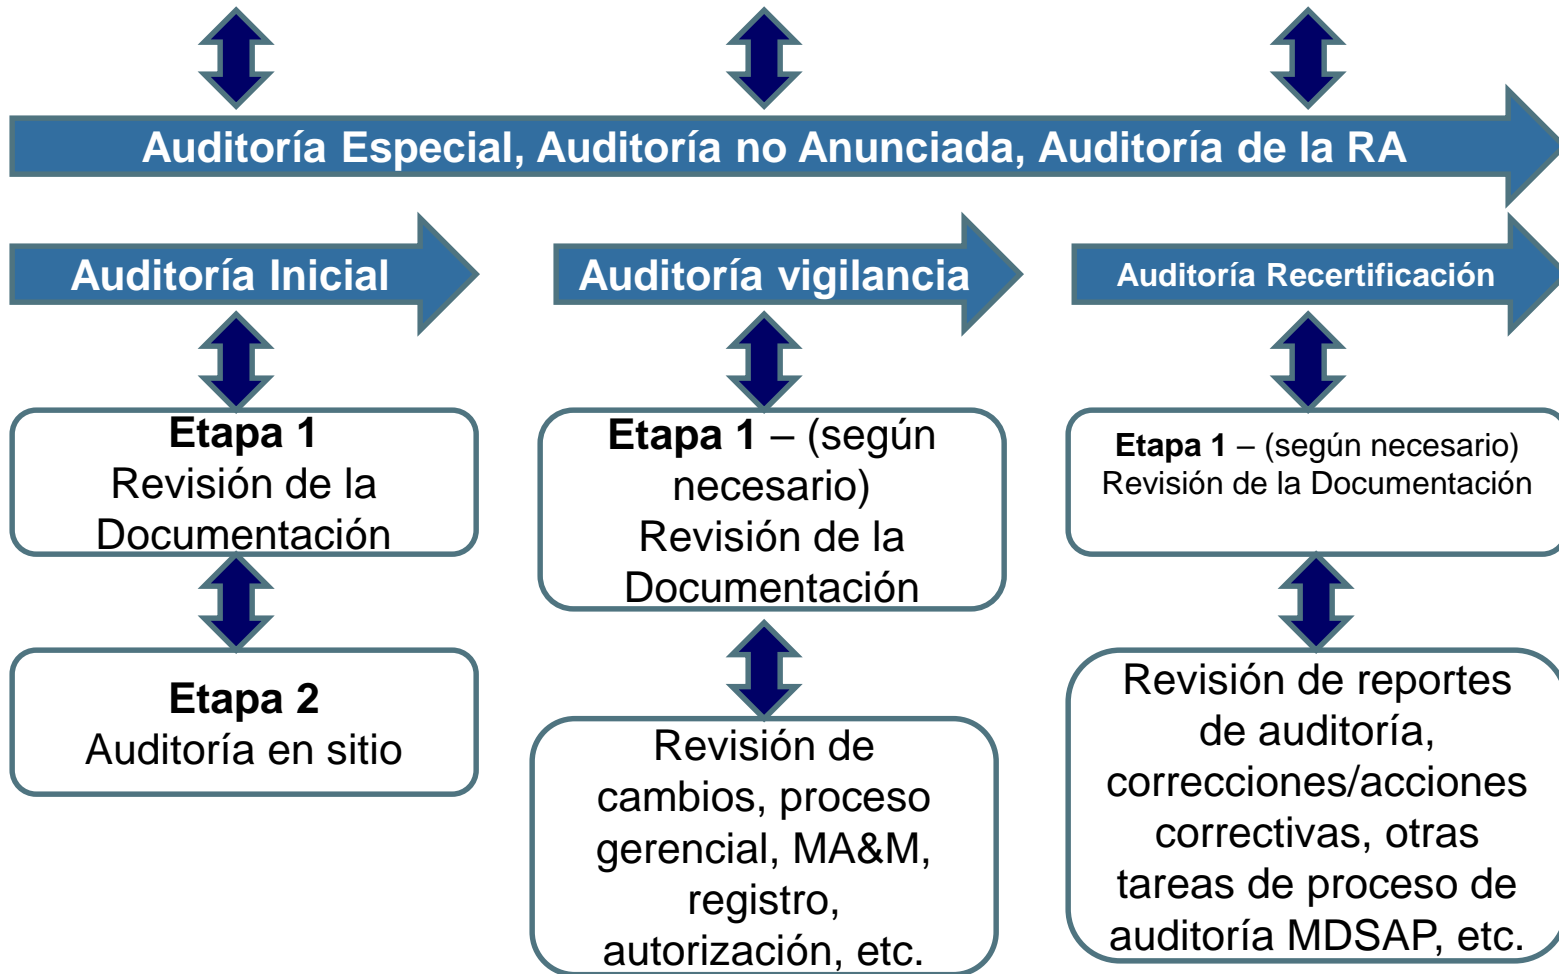 Auditoría Especial, Auditoría no Anunciada, Auditoría de la RA
Auditoría Inicial
Auditoría vigilancia
Auditoría Recertificación
Etapa 1
Revisión de la
Documentación
Etapa 1 – (según
necesario)
Revisión de la
Documentación
Etapa 1 – (según necesario)
Revisión de la Documentación
Etapa 2
Auditoría en sitio
Revisión de
cambios, proceso
gerencial, MA&M,
registro,
autorización, etc.
Revisión de reportes
de auditoría,
correcciones/acciones
correctivas, otras
tareas de proceso de
auditoría MDSAP, etc.